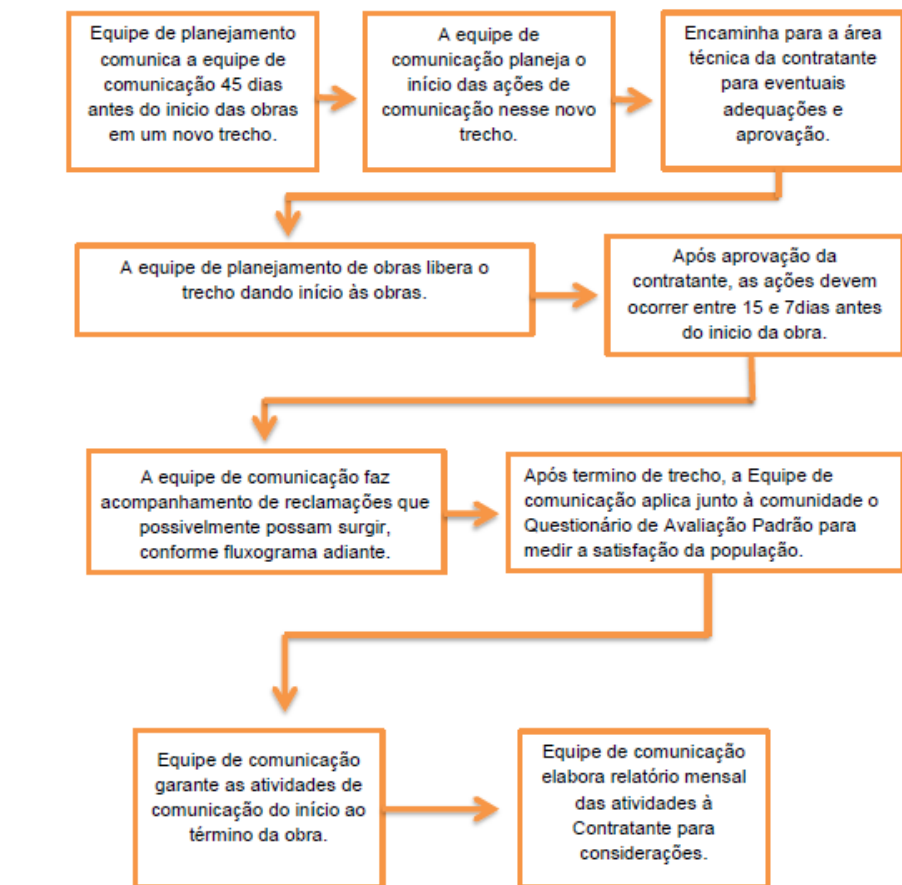 Equipe de planejamento
comunica a equipe de
comunicação 45 dias
antes do inicio das obras
em um novo trecho.
A equipe de
comunicação planeja o
início das ações de
comunicação nesse novo
trecho.
Encaminha para a área
técnica da contratante
para eventuais
adequações e
aprovação.
A equipe de planejamento de obras libera o
trecho dando início às obras.
Após aprovação da
contratante, as ações devem
ocorrer entre 15 e 7dias antes
do inicio da obra.
A equipe de comunicação faz
acompanhamento de reclamações que
possivelmente possam surgir,
conforme fluxograma adiante.
Após termino de trecho, a Equipe de
comunicação aplica junto à comunidade o
Questionário de Avaliação Padrão para
medir a satisfação da população.
Equipe de comunicação
garante as atividades de
comunicação do início ao
término da obra.
Equipe de comunicação
elabora relatório mensal
das atividades à
Contratante para
considerações.